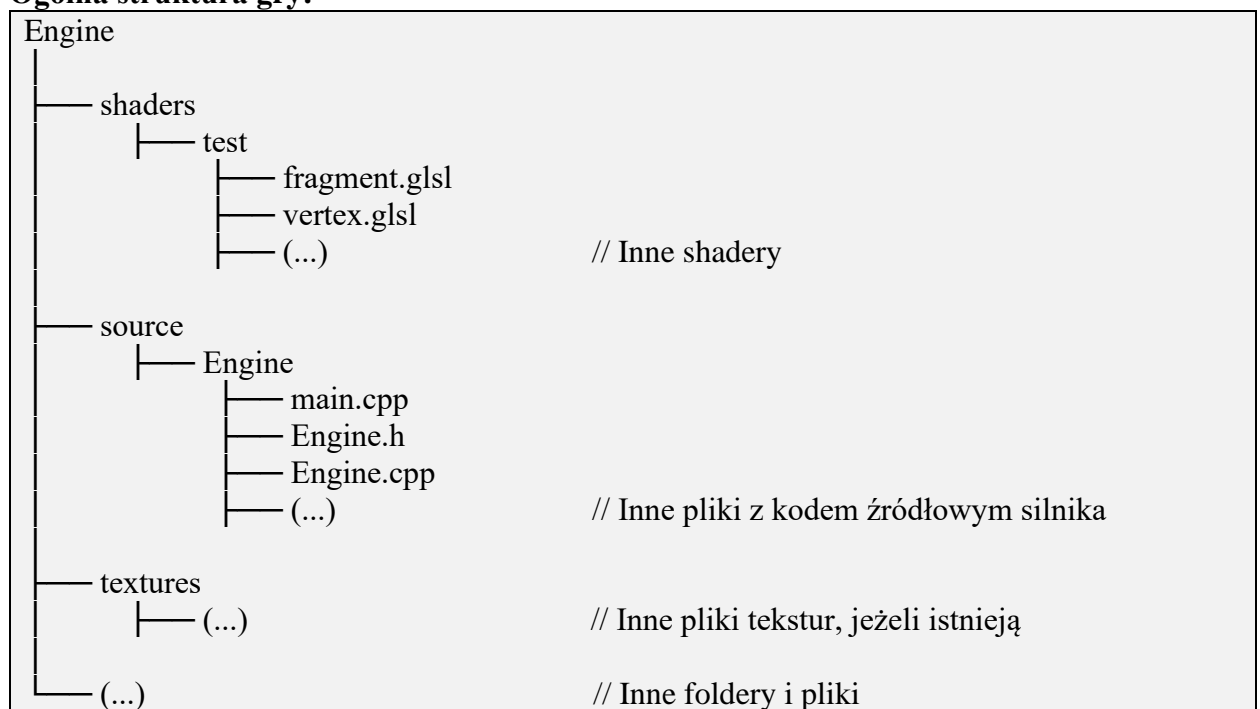 Ogólna struktura gry:
Engine
shaders
test
fragment.glsl
vertex.glsl
(...) // Inne shadery
source
Engine
main.cpp
Engine.h
Engine.cpp
(...) // Inne pliki z kodem źródłowym silnika
textures
(...) // Inne pliki tekstur, jeżeli istnieją
(...) // Inne foldery i pliki